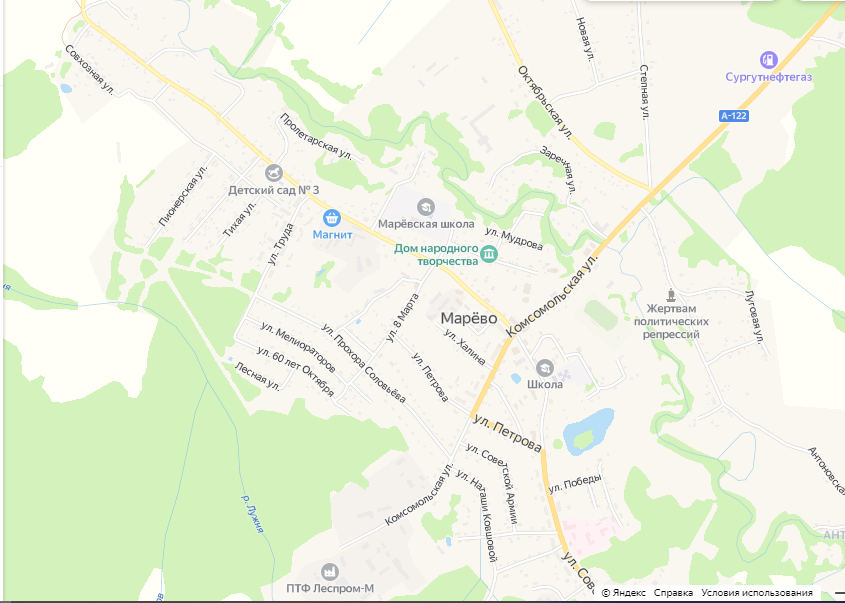 Совхозная ул.
Новая ул.
Степная ул.
Октябрьская ул.
Сургутнефтегаз
А-122
Пролетарская ул.
Заречная ул.
Пионерская ул.
Детский сад № 3
Тихая ул.
Магнит
Марёвская школа
ул. Мудрова
ул. Труда
Дом народного
творчества
Комсомольская ул.
Марёво
Жертвам
политических
репрессий
Луговая ул.
ул. 8 Марта
ул. Мелиораторов
ул. Прохора Соловьёва
ул. Халина
ул. 60 лет Октября
Лесная ул.
ул. Петрова
Школа
ул. Петрова
ул. Советской Армии
Антоновская
Комсомольская ул.
ул. Наташи Ковшовой
ул. Победы
р. Лужня
АНТ
ул. Сове
ПТФ Леспром-М
© Яндекс Справка Условия использования